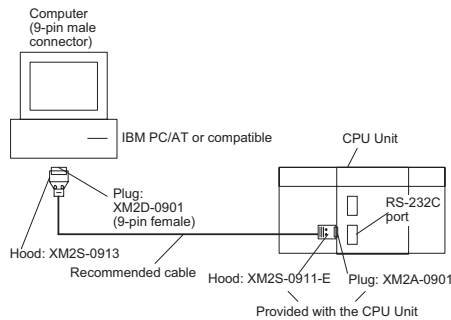 Computer
(9-pin male
connector)
IBM PC/AT or compatible
CPU Unit
Plug:
XM2D-0901
(9-pin female)
RS-232C
port
Hood: XM2S-0913
Recommended cable
Hood: XM2S-0911-E
Plug: XM2A-0901
Provided with the CPU Unit